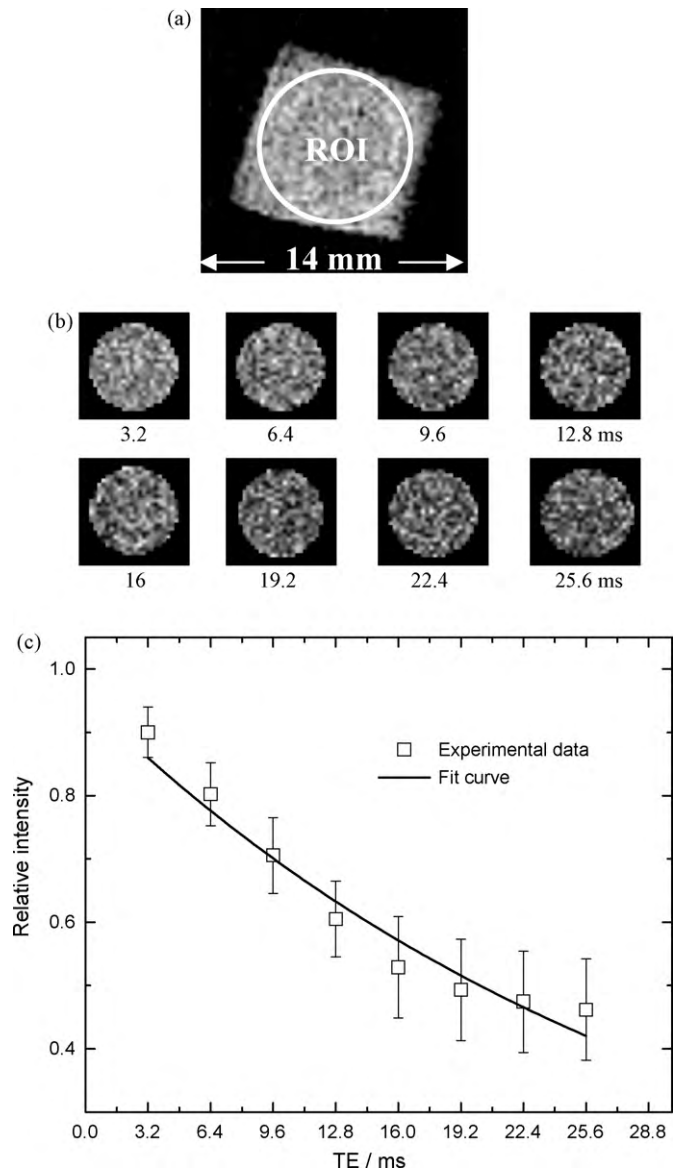 (a)
ROI
14 mm
(b)
3.2 6.4 9.6 12.8 ms
16 19.2 22.4 25.6 ms
(c)
1.0
0.8
0.6
0.4
Relative intensity
Experimental data
Fit curve
0.0 3.2 6.4 9.6 12.8 16.0 19.2 22.4 25.6 28.8
TE / ms